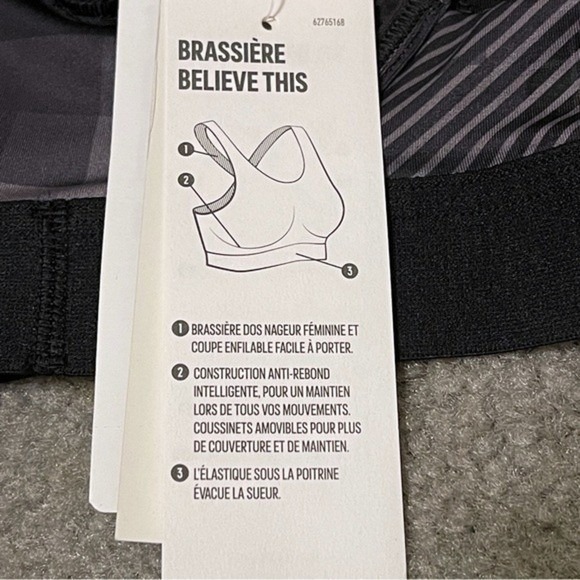 62765168
BRASSIÈRE
BELIEVE THIS
1
2
3
1 BRASSIÈRE DOS NAGEUR FÉMININE ET
COUPE ENFILABLE FACILE À PORTER.
2 CONSTRUCTION ANTI-REBOND
INTELLIGENTE, POUR UN MAINTIEN
LORS DE TOUS VOS MOUVEMENTS.
COUSSINETS AMOVIBLES POUR PLUS
DE COUVERTURE ET DE MAINTIEN.
3 L'ÉLASTIQUE SOUS LA POITRINE
ÉVACUE LA SUEUR.